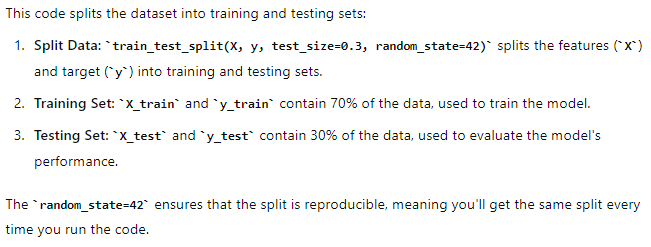 This code splits the dataset into training and testing sets:
1. Split Data: `train_test_split(X, y, test_size=0.3, random_state=42)` splits the features (`X`)
and target (`y`) into training and testing sets.
2. Training Set: `X_train` and `y_train` contain 70% of the data, used to train the model.
3. Testing Set: `X_test` and `y_test` contain 30% of the data, used to evaluate the model's
performance.
The `random_state=42` ensures that the split is reproducible, meaning you'll get the same split every
time you run the code.